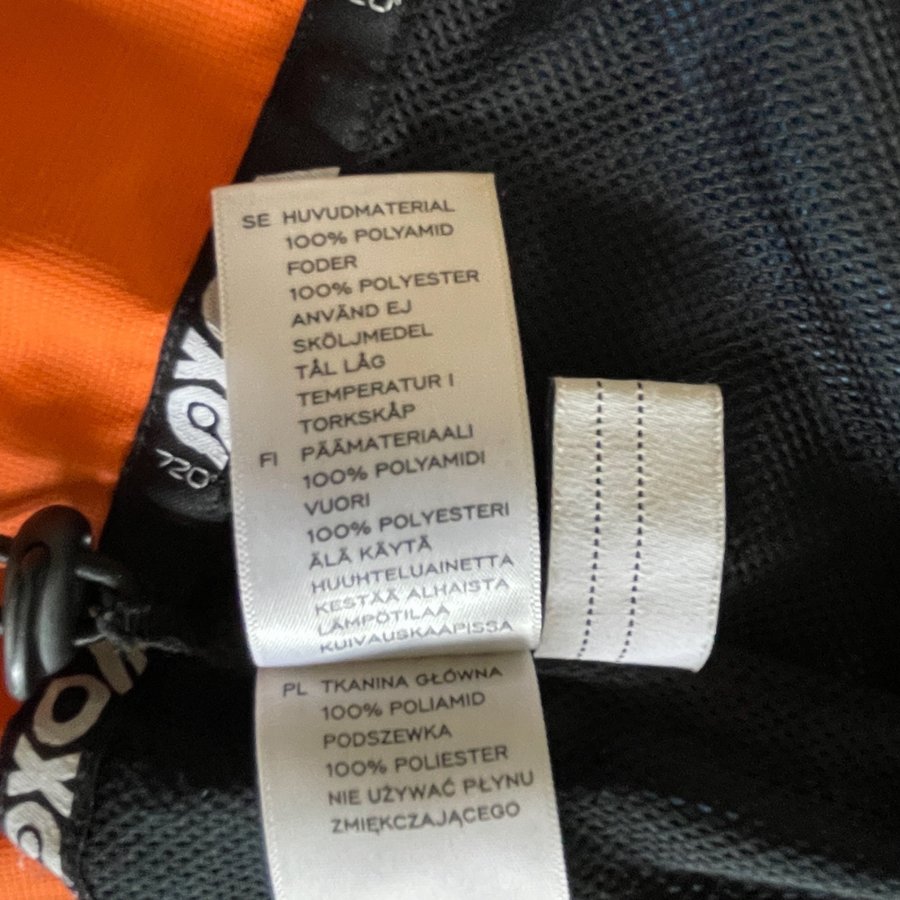 SE HUVUDMATERIAL
100% POLYAMID
FODER
100% POLYESTER
ANVÄND EJ
SKÖLJMEDEL
TÅL LÅG
TEMPERATUR I
TORKSKÅP
FI PÄÄMATERIAALI
100% POLYAMIDI
VUORI
100% POLYESTERI
ÄLÄ KÄYTÄ
HUUHTELUAINETTA
KESTÄÄ ALHAISTA
LÄMPÖTILAA
KUIVAUSKAAPISSA
PL TKANINA GŁÓWNA
100% POLIAMID
PODSZEWKA
100% POLIESTER
NIE UŻYWAĆ PŁYNU
ZMIĘKCZAJĄCEGO
720